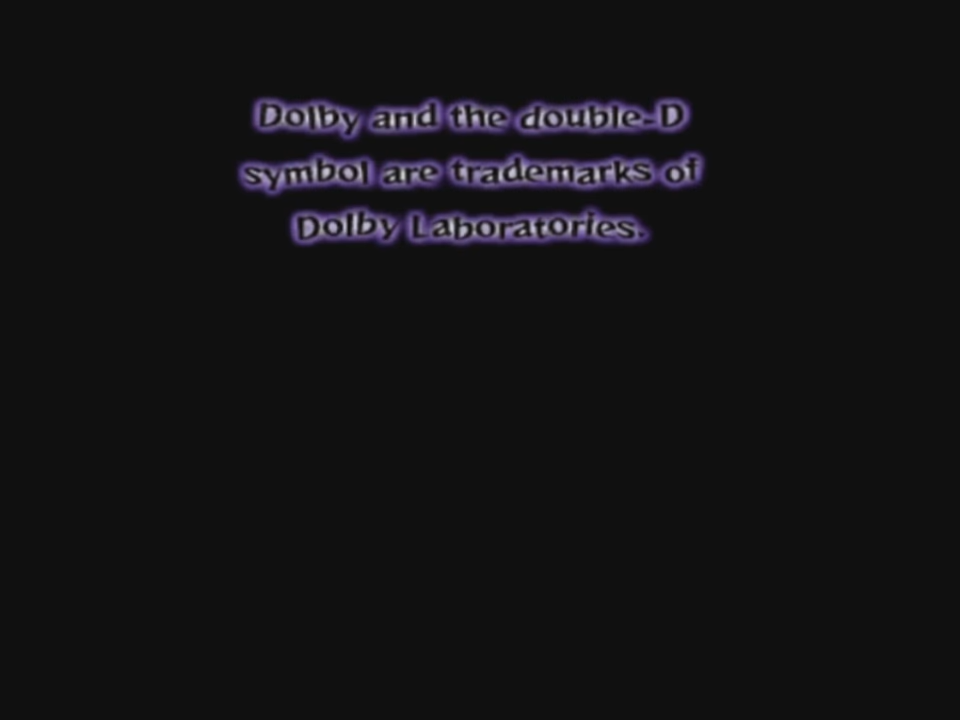 Dolby and the double-D
symbol are trademarks of
Dolby Laboratories.